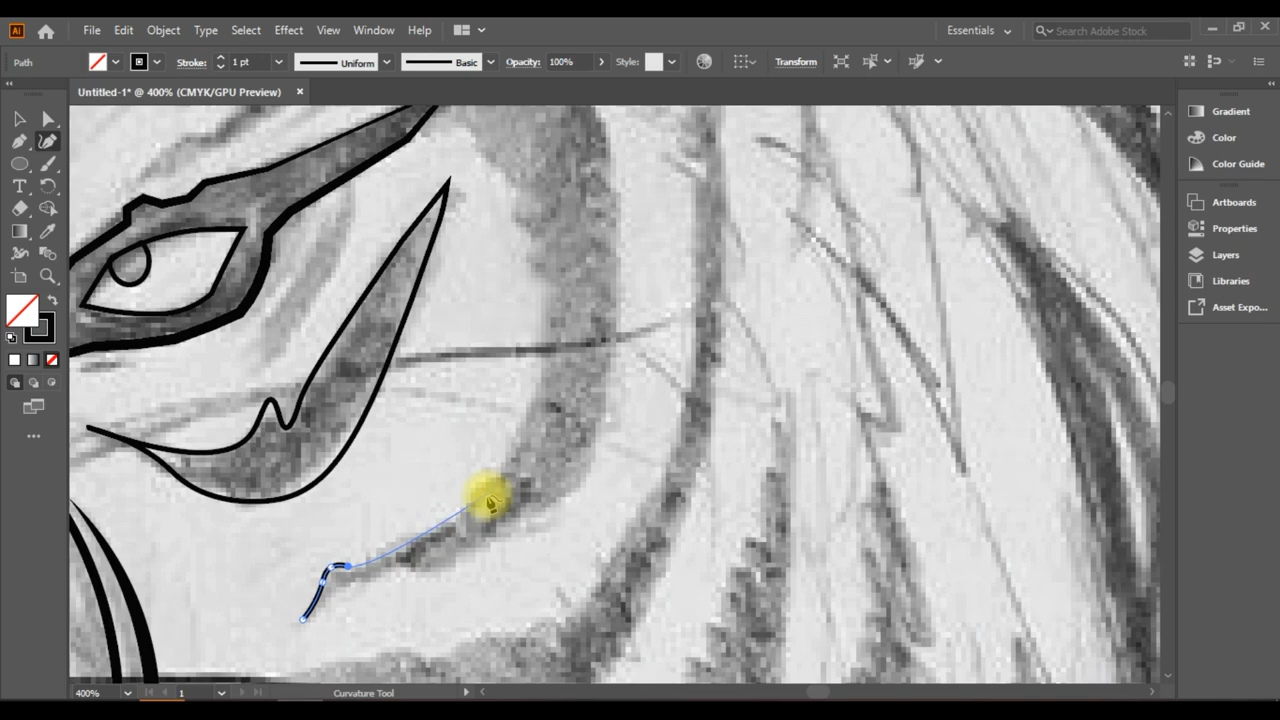 Ai File Edit Object Type Select Effect View Window Help Essentials Search Adobe Stock
Path Stroke: 1 pt Uniform Basic Opacity: 100% Style: Transform
Untitled-1* @ 400% (CMYK/GPU Preview)
Gradient
Color
Color Guide
Artboards
Properties
Layers
Libraries
Asset Expo...
400% 1 Curvature Tool